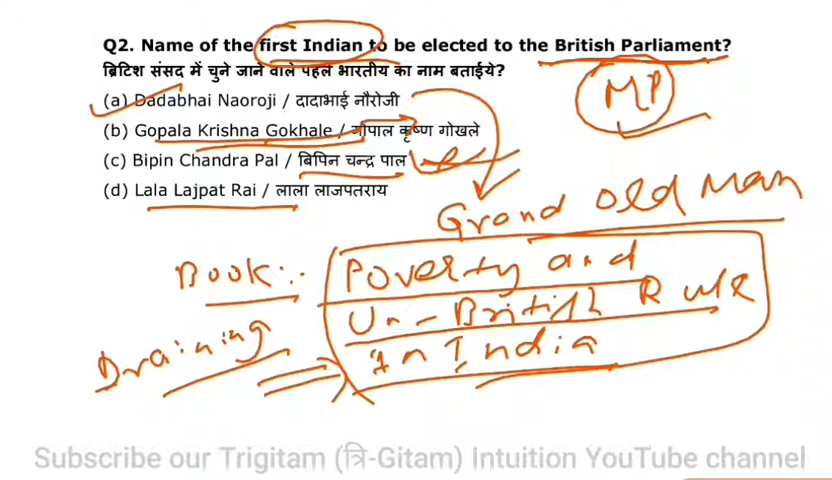 Q2. Name of the first Indian to be elected to the British Parliament?
ब्रिटिश संसद में चुने जाने वाले पहले भारतीय का नाम बताईये?
MP
(a) Dadabhai Naoroji / दादाभाई नौरोजी
(b) Gopala Krishna Gokhale / गोपाल कृष्ण गोखले
(c) Bipin Chandra Pal / बिपिन चन्द्र पाल
(d) Lala Lajpat Rai / लाला लाजपतराय
Grand old Man
Book:- Poverty and
Un-British Rule
In India
Draining
Subscribe our Trigitam (त्रि-Gitam) Intuition YouTube channel